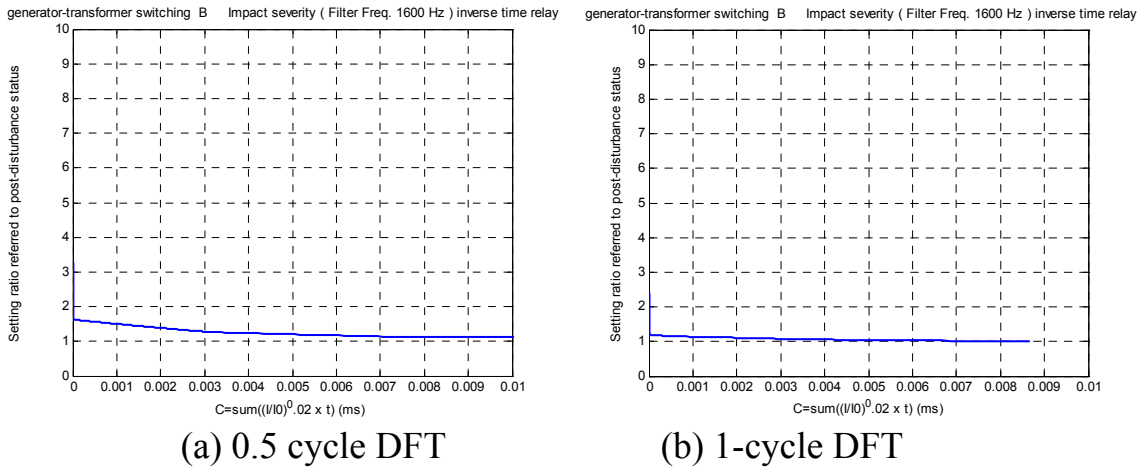 generator-transformer switching B Impact severity ( Filter Freq. 1600 Hz ) inverse time relay
10
9
8
7
6
5
4
3
2
1
0
Setting ratio referred to post-disturbance status
0 0.001 0.002 0.003 0.004 0.005 0.006 0.007 0.008 0.009 0.01
C=sum((I/I0)^0.02 x t) (ms)
(a) 0.5 cycle DFT
generator-transformer switching B Impact severity ( Filter Freq. 1600 Hz ) inverse time relay
10
9
8
7
6
5
4
3
2
1
0
Setting ratio referred to post-disturbance status
0 0.001 0.002 0.003 0.004 0.005 0.006 0.007 0.008 0.009 0.01
C=sum((I/I0)^0.02 x t) (ms)
(b) 1-cycle DFT